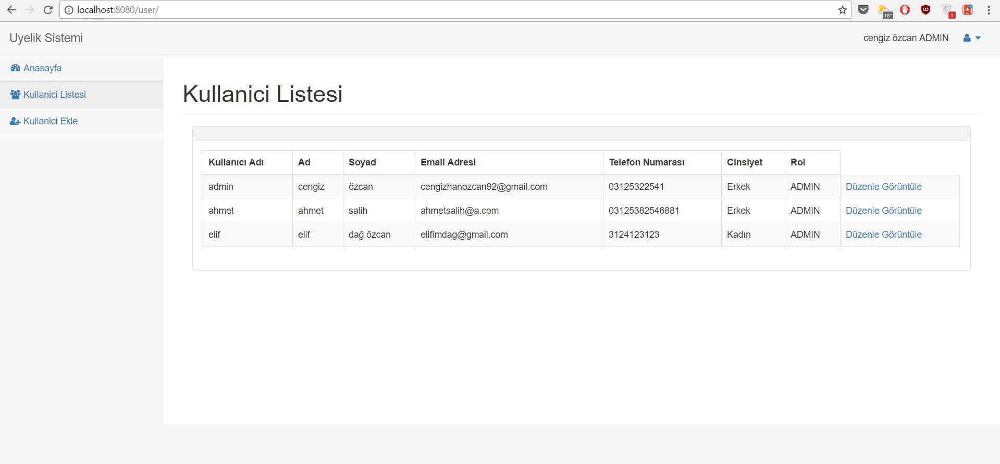 localhost:8080/user/
18°
1
Uyelik Sistemi
cengiz özcan ADMIN
Anasayfa
Kullanici Listesi
Kullanici Ekle
Kullanici Listesi
Kullanıcı Adı Ad Soyad Email Adresi Telefon Numarası Cinsiyet Rol
admin cengiz özcan cengizhanozcan92@gmail.com 03125322541 Erkek ADMIN Düzenle Görüntüle
ahmet ahmet salih ahmetsalih@a.com 03125382546881 Erkek ADMIN Düzenle Görüntüle
elif elif dağ özcan elifimdag@gmail.com 3124123123 Kadın ADMIN Düzenle Görüntüle